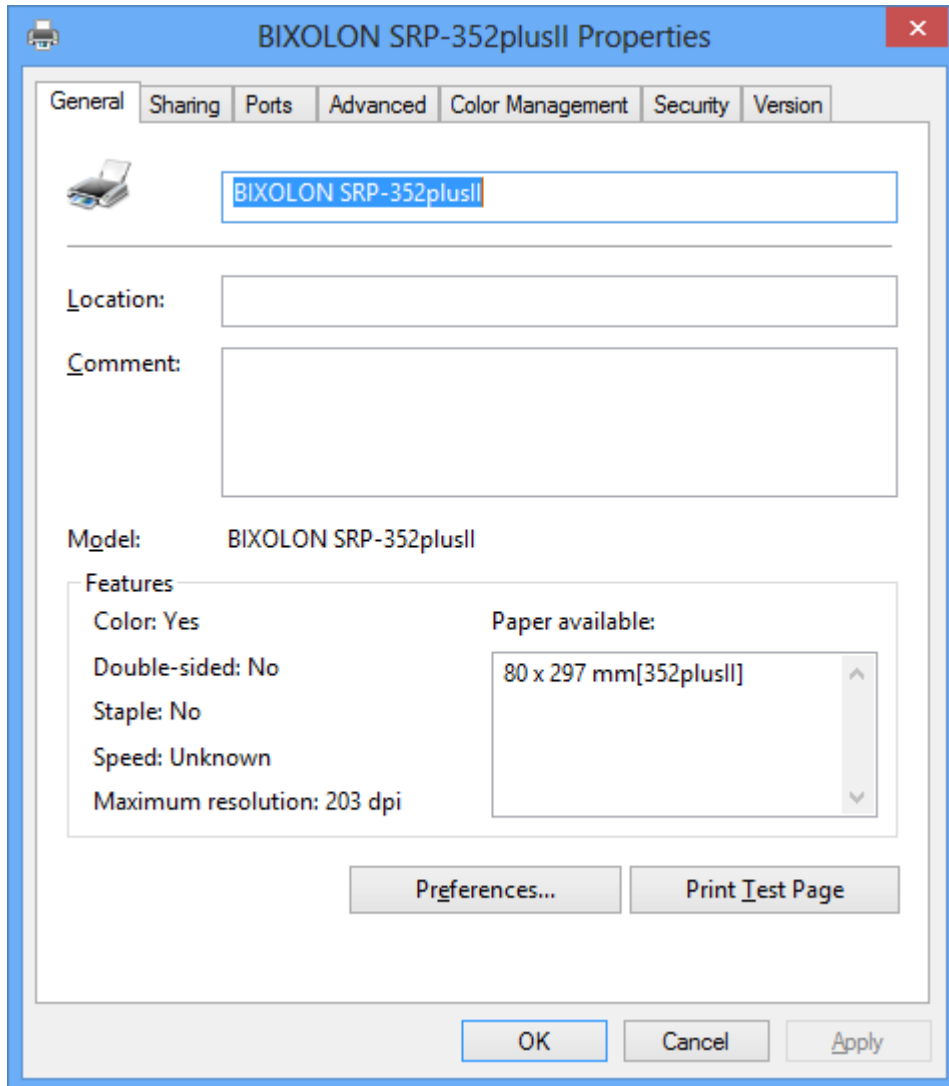 BIXOLON SRP-352plusII Properties
General Sharing Ports Advanced Color Management Security Version
BIXOLON SRP-352plusII
Location:
Comment:
Model: BIXOLON SRP-352plusII
Features
Color: Yes
Paper available:
Double-sided: No
80 x 297 mm[352plusII]
Staple: No
Speed: Unknown
Maximum resolution: 203 dpi
Preferences... Print Test Page
OK Cancel Apply